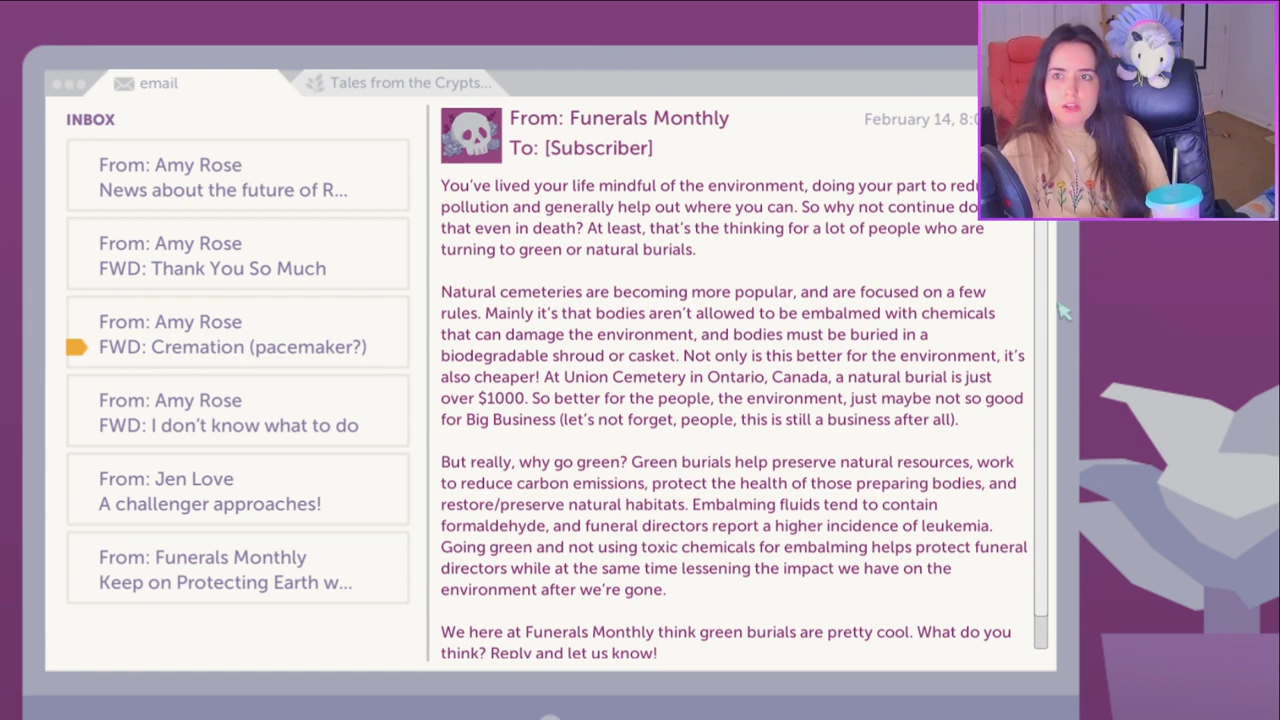 email
Tales from the Crypts...
INBOX
From: Amy Rose
News about the future of R...
From: Amy Rose
FWD: Thank You So Much
From: Amy Rose
FWD: Cremation (pacemaker?)
From: Amy Rose
FWD: I don't know what to do
From: Jen Love
A challenger approaches!
From: Funerals Monthly
Keep on Protecting Earth w...
From: Funerals Monthly
February 14, 8:0
To: [Subscriber]
You've lived your life mindful of the environment, doing your part to
pollution and generally help out where you can. So why not continue
that even in death? At least, that's the thinking for a lot of people who are
turning to green or natural burials.
Natural cemeteries are becoming more popular, and are focused on a few
rules. Mainly it's that bodies aren't allowed to be embalmed with chemicals
that can damage the environment, and bodies must be buried in a
biodegradable shroud or casket. Not only is this better for the environment, it's
also cheaper! At Union Cemetery in Ontario, Canada, a natural burial is just
over $1000. So better for the people, the environment, just maybe not so good
for Big Business (let's not forget, people, this is still a business after all).
But really, why go green? Green burials help preserve natural resources, work
to reduce carbon emissions, protect the health of those preparing bodies, and
restore/preserve natural habitats. Embalming fluids tend to contain
formaldehyde, and funeral directors report a higher incidence of leukemia.
Going green and not using toxic chemicals for embalming helps protect funeral
directors while at the same time lessening the impact we have on the
environment after we're gone.
We here at Funerals Monthly think green burials are pretty cool. What do you
think? Reply and let us know!